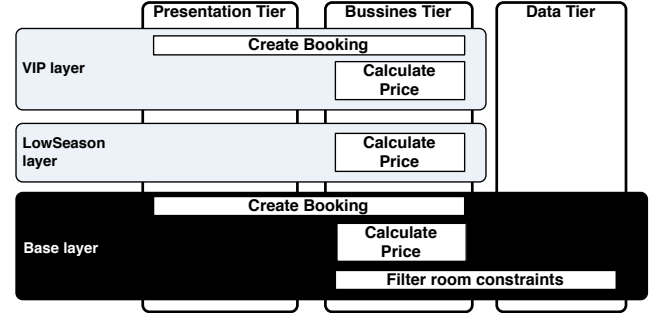 Presentation Tier Bussines Tier Data Tier
Create Booking
VIP layer
Calculate
Price
LowSeason
layer
Calculate
Price
Create Booking
Base layer
Calculate
Price
Filter room constraints